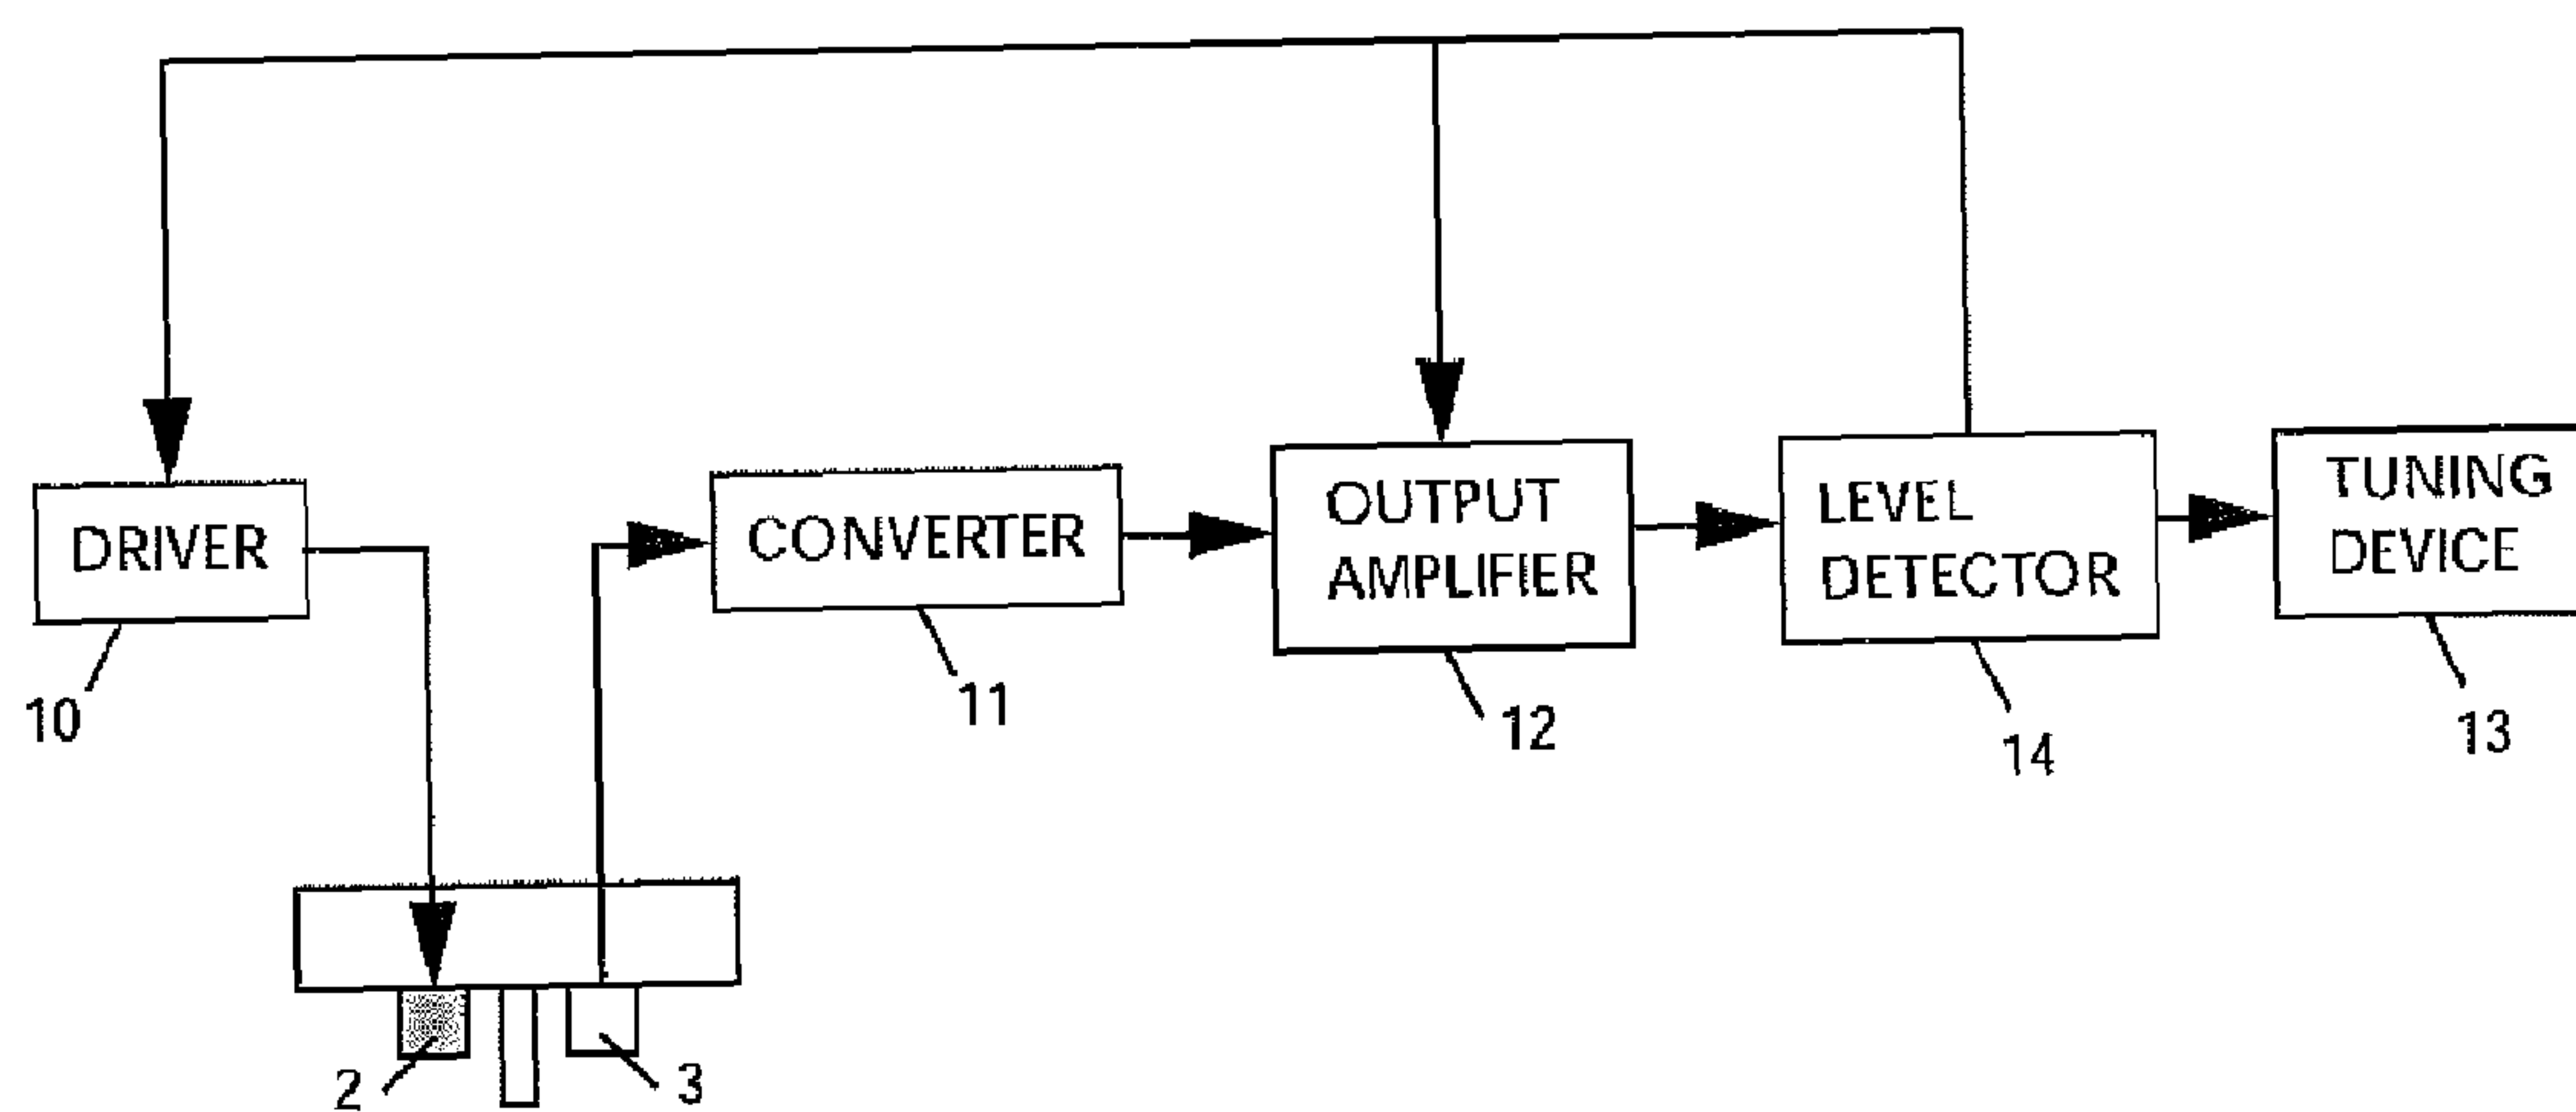 DRIVER
CONVERTER
OUTPUT
AMPLIFIER
LEVEL
DETECTOR
TUNING
DEVICE
10
11
12
14
13
2
3